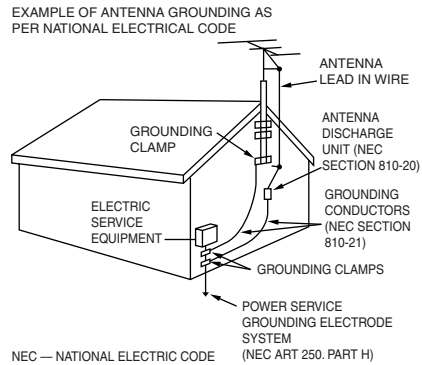 EXAMPLE OF ANTENNA GROUNDING AS
PER NATIONAL ELECTRICAL CODE
ANTENNA
LEAD IN WIRE
GROUNDING
CLAMP
ANTENNA
DISCHARGE
UNIT (NEC
SECTION 810-20)
ELECTRIC
SERVICE
EQUIPMENT
GROUNDING
CONDUCTORS
(NEC SECTION
810-21)
GROUNDING CLAMPS
POWER SERVICE
GROUNDING ELECTRODE
SYSTEM
(NEC ART 250. PART H)
NEC — NATIONAL ELECTRIC CODE